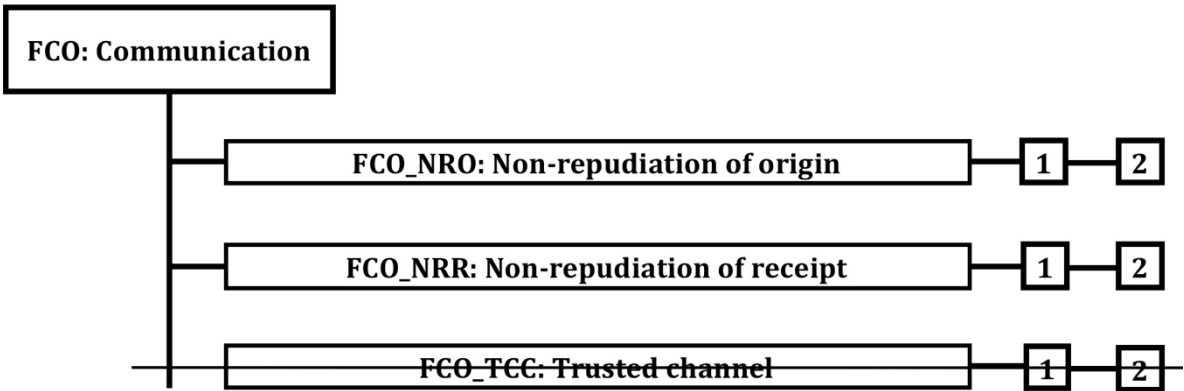 FCO: Communication
FCO_NRO: Non-repudiation of origin 1 2
FCO_NRR: Non-repudiation of receipt 1 2
FCO_TCC: Trusted channel 1 2